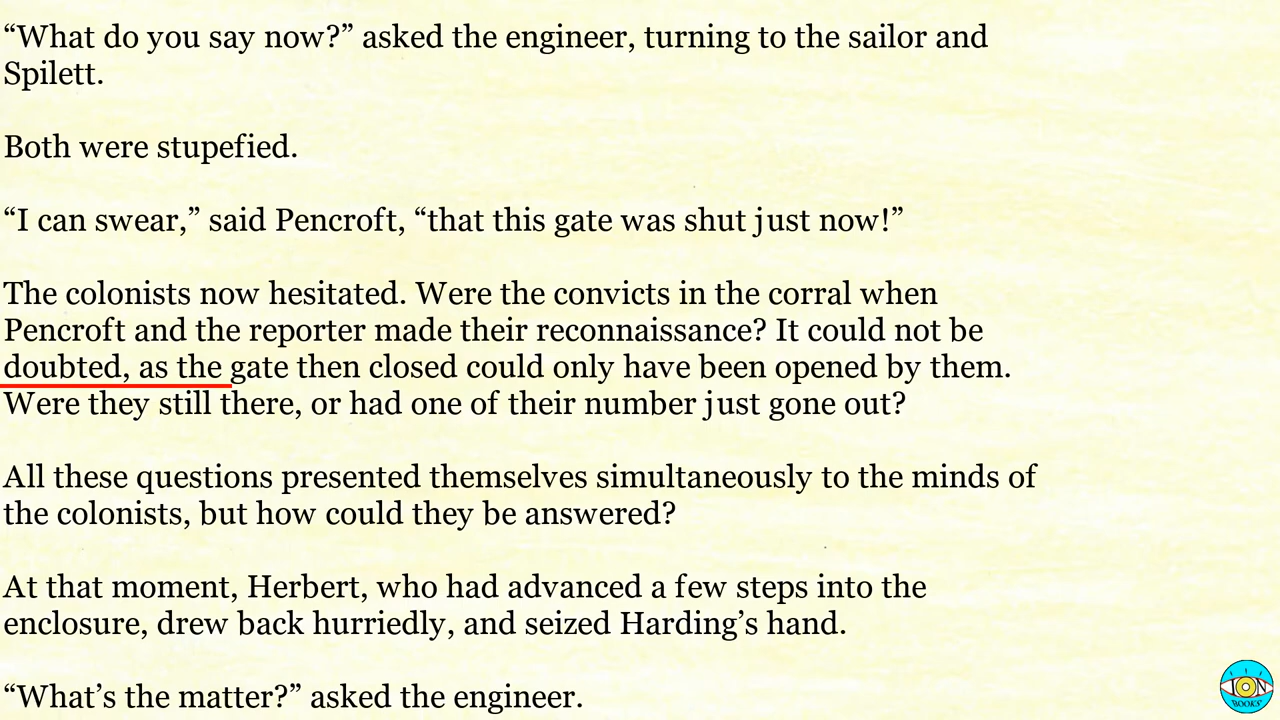 “What do you say now?” asked the engineer, turning to the sailor and
Spilett.
Both were stupefied.
“I can swear,” said Pencroft, “that this gate was shut just now!”
The colonists now hesitated. Were the convicts in the corral when
Pencroft and the reporter made their reconnaissance? It could not be
doubted, as the gate then closed could only have been opened by them.
Were they still there, or had one of their number just gone out?
All these questions presented themselves simultaneously to the minds of
the colonists, but how could they be answered?
At that moment, Herbert, who had advanced a few steps into the
enclosure, drew back hurriedly, and seized Harding’s hand.
“What’s the matter?” asked the engineer.
ION
BOOKS